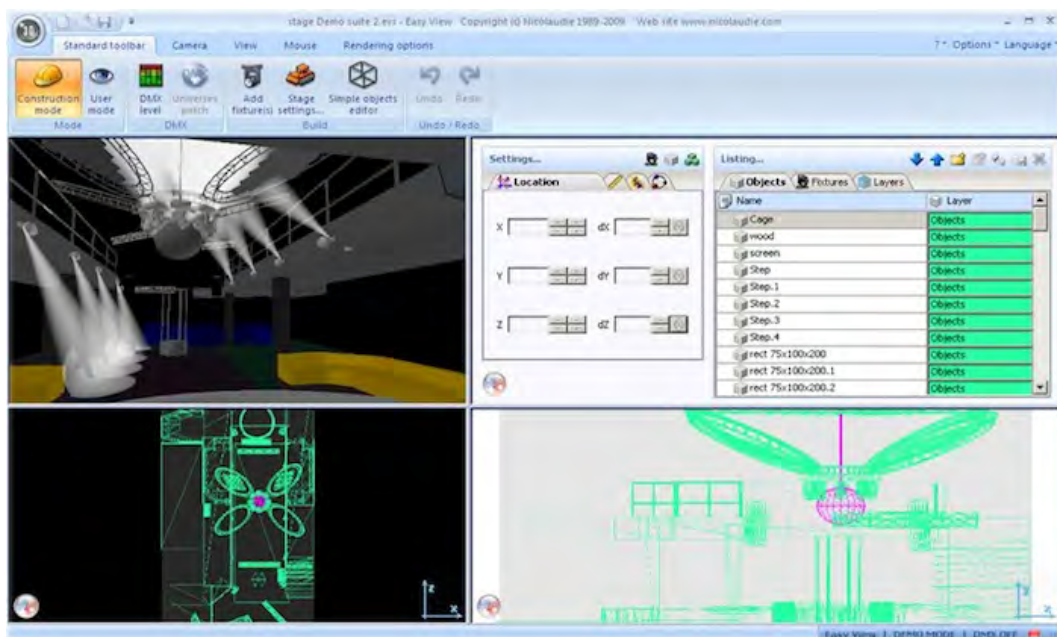 stage Demo suite 2.evs - Easy View Copyright (c) Nicolaudie 1989-2009 Web site www.nicolaudie.com
Standard toolbar Camera View Mouse Rendering options ? Options Language
Construction mode User mode DMX level Universes patch Add fixture(s) Stage settings... Simple objects editor Undo Redo
Mode DMX Build Undo / Redo
Settings...
Location
X dX
Y dY
Z dZ
Listing...
Objects Fixtures Layers
Name Layer
Cage Objects
wood Objects
screen Objects
Step Objects
Step.1 Objects
Step.2 Objects
Step.3 Objects
Step.4 Objects
rect 75x100x200 Objects
rect 75x100x200.1 Objects
rect 75x100x200.2 Objects
Z
X
Z
X
Easy View | DEMO MODE | DMX OFF